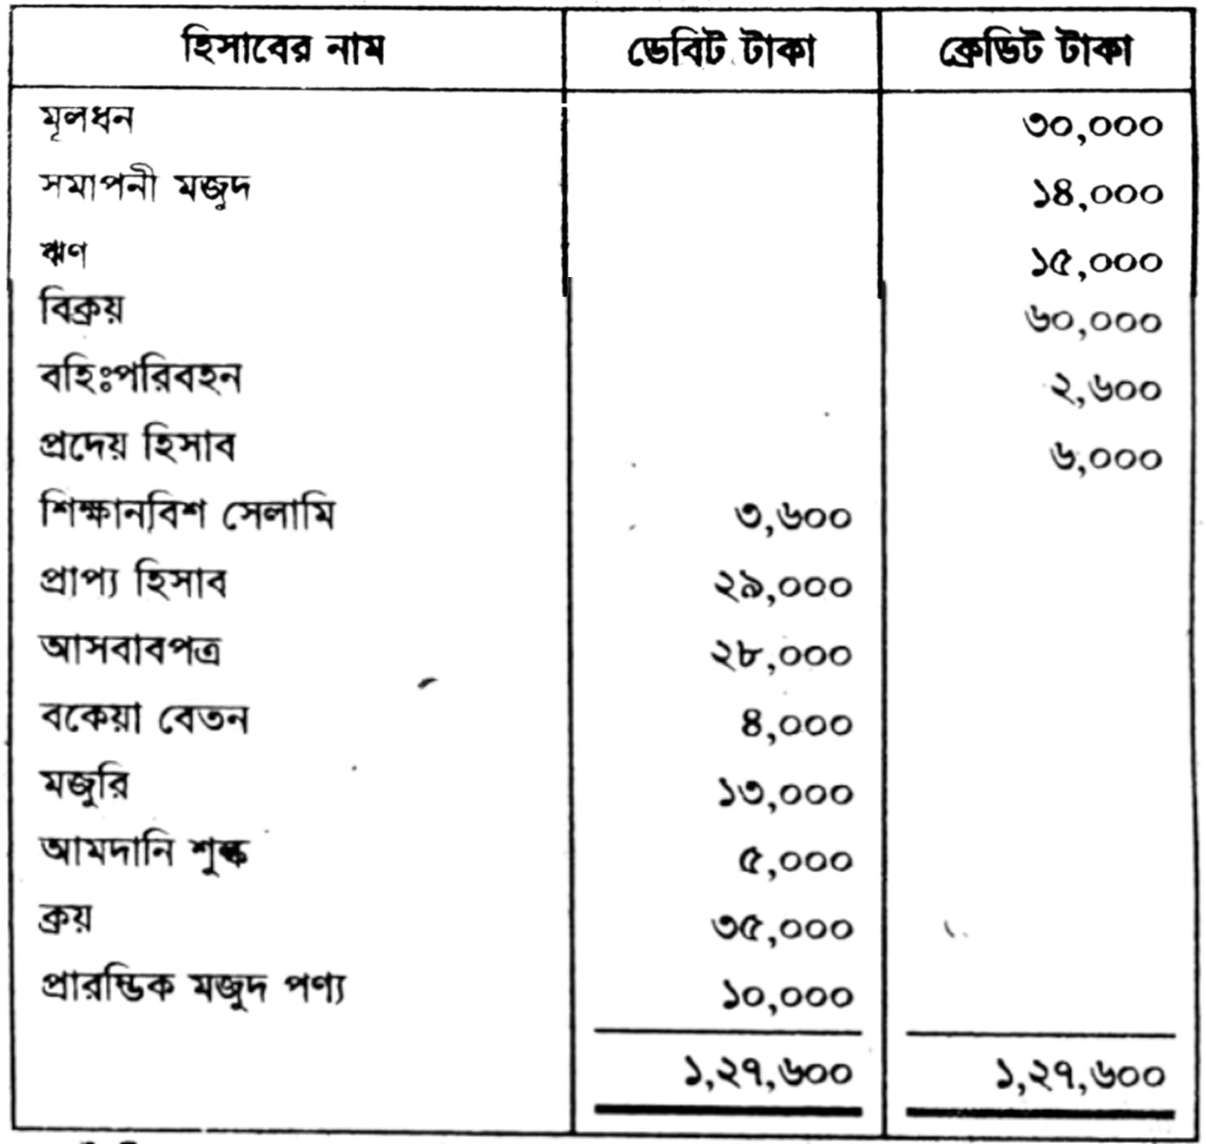 হিসাবের নাম ডেবিট টাকা ক্রেডিট টাকা
মূলধন ৩০,০০০
সমাপনী মজুদ ১৪,০০০
ঋণ ১৫,০০০
বিক্রয় ৬০,০০০
বহিঃপরিবহন ২,৬০০
প্রদেয় হিসাব ৬,০০০
শিক্ষানবিশ সেলামি ৩,৬০০
প্রাপ্য হিসাব ২৯,০০০
আসবাবপত্র ২৮,০০০
বকেয়া বেতন ৪,০০০
মজুরি ১৩,০০০
আমদানি শুল্ক ৫,০০০
ক্রয় ৩৫,০০০
প্রারম্ভিক মজুদ পণ্য ১০,০০০
১,২৭,৬০০ ১,২৭,৬০০